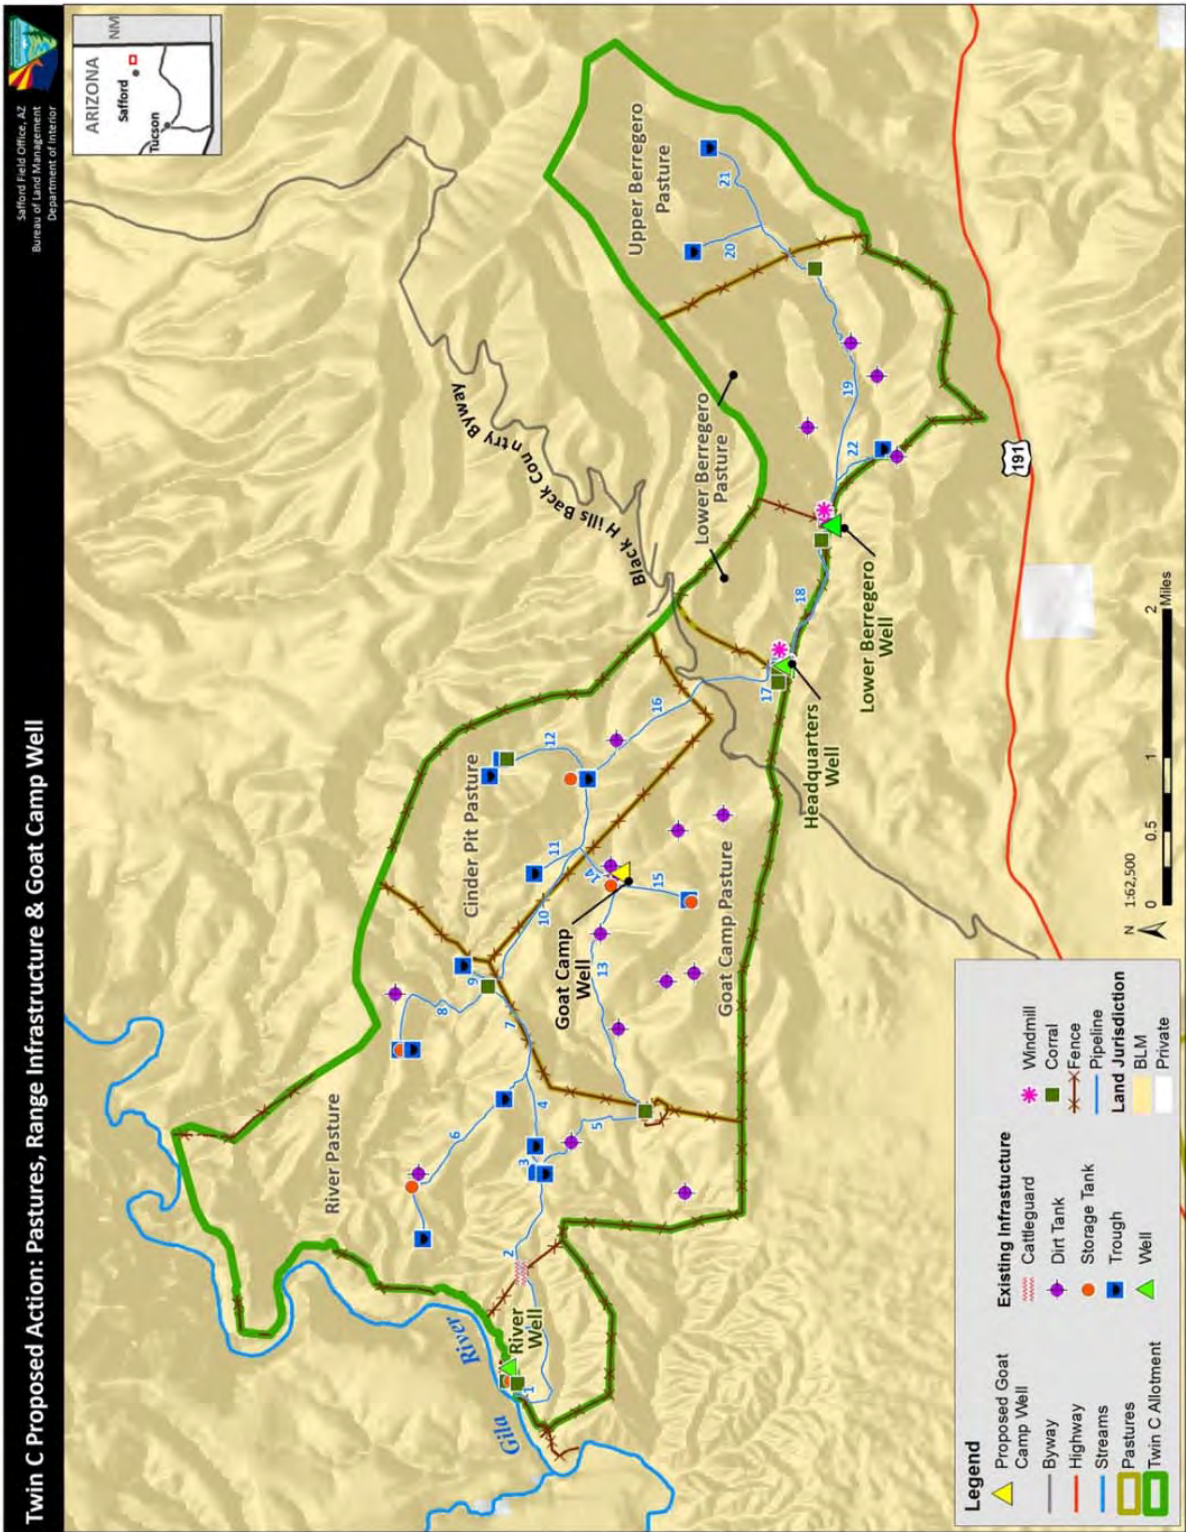 Twin C Proposed Action: Pastures, Range Infrastructure & Goat Camp Well
Safford Field Office, AZ
Bureau of Land Management
Department of Interior
ARIZONA
NM
Safford
Tucson
River Pasture
Cinder Pit Pasture
Goat Camp Pasture
Lower Berregero
Pasture
Upper Berregero
Pasture
Black Hills Back Country Byway
Gila River
River
Well
Goat Camp
Well
Headquarters
Well
Lower Berregero
Well
1
2
3
4
5
6
7
8
9
10
11
12
13
14
15
16
17
18
19
20
21
22
191
Legend
Proposed Goat
Camp Well
Byway
Highway
Streams
Pastures
Twin C Allotment
Existing Infrastucture
Cattleguard
Dirt Tank
Storage Tank
Trough
Well
Windmill
Corral
Fence
Pipeline
Land Jurisdiction
BLM
Private
N
1:62,500
0 0.5 1 2
Miles